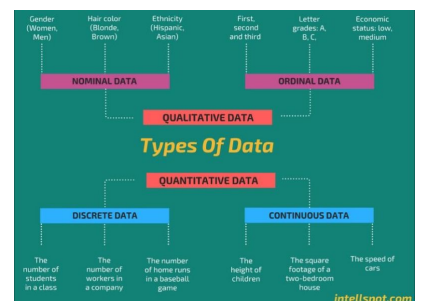 Gender
(Women,
Men)
Hair color
(Blonde,
Brown)
Ethnicity
(Hispanic,
Asian)
First,
second
and third
Letter
grades: A,
B, C,
Economic
status: low,
medium
NOMINAL DATA
ORDINAL DATA
QUALITATIVE DATA
Types Of Data
QUANTITATIVE DATA
DISCRETE DATA
CONTINUOUS DATA
The
number of
students
in a class
The
number of
workers in
a company
The
number of
home runs
in a baseball
game
The
height of
children
The square
footage of a
two-bedroom
house
The speed of
cars
intellspot.com